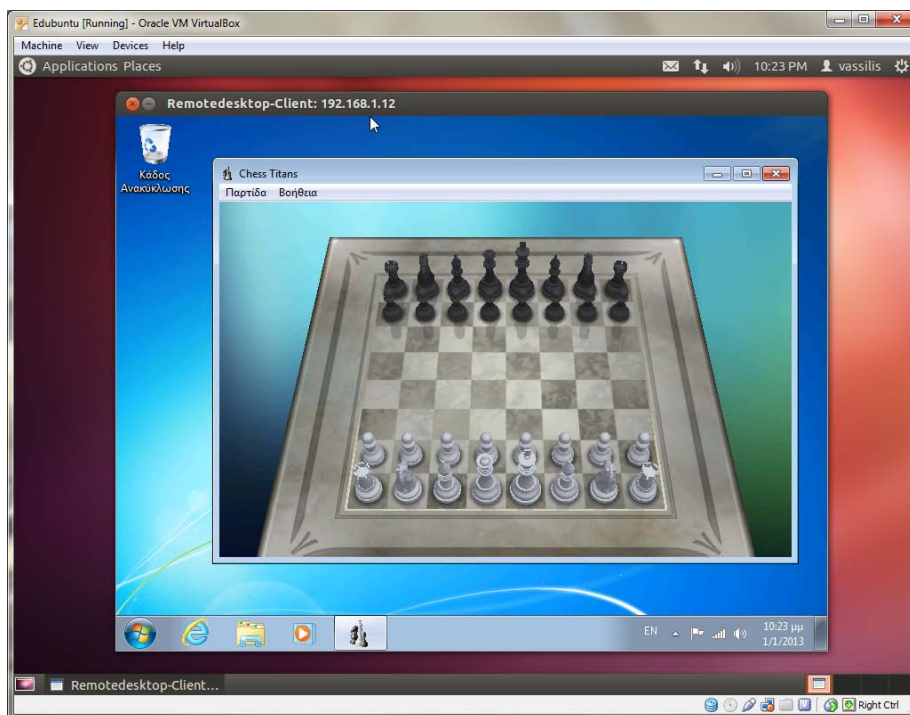 Edubuntu [Running] - Oracle VM VirtualBox
Machine View Devices Help
Applications Places 10:23 PM vassilis
Remotedesktop-Client: 192.168.1.12
Κάδος
Ανακύκλωσης
Chess Titans
Παρτίδα Βοήθεια
EN 10:23 μμ
1/1/2013
Remotedesktop-Client...
Right Ctrl